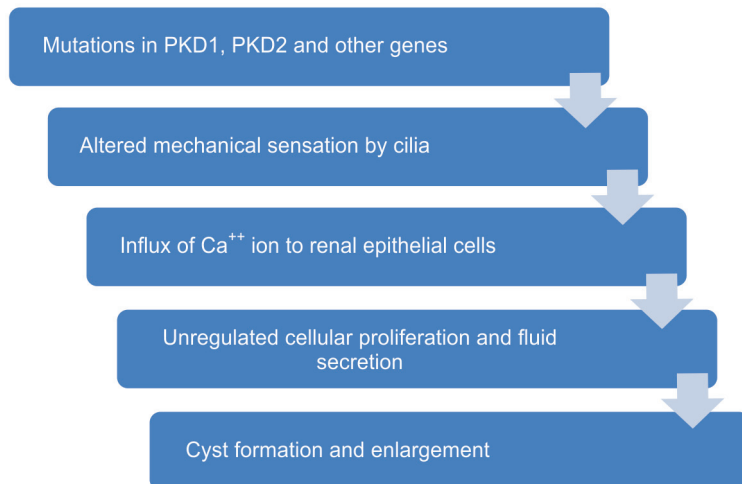 Mutations in PKD1, PKD2 and other genes
Altered mechanical sensation by cilia
Influx of Ca⁺⁺ ion to renal epithelial cells
Unregulated cellular proliferation and fluid
secretion
Cyst formation and enlargement